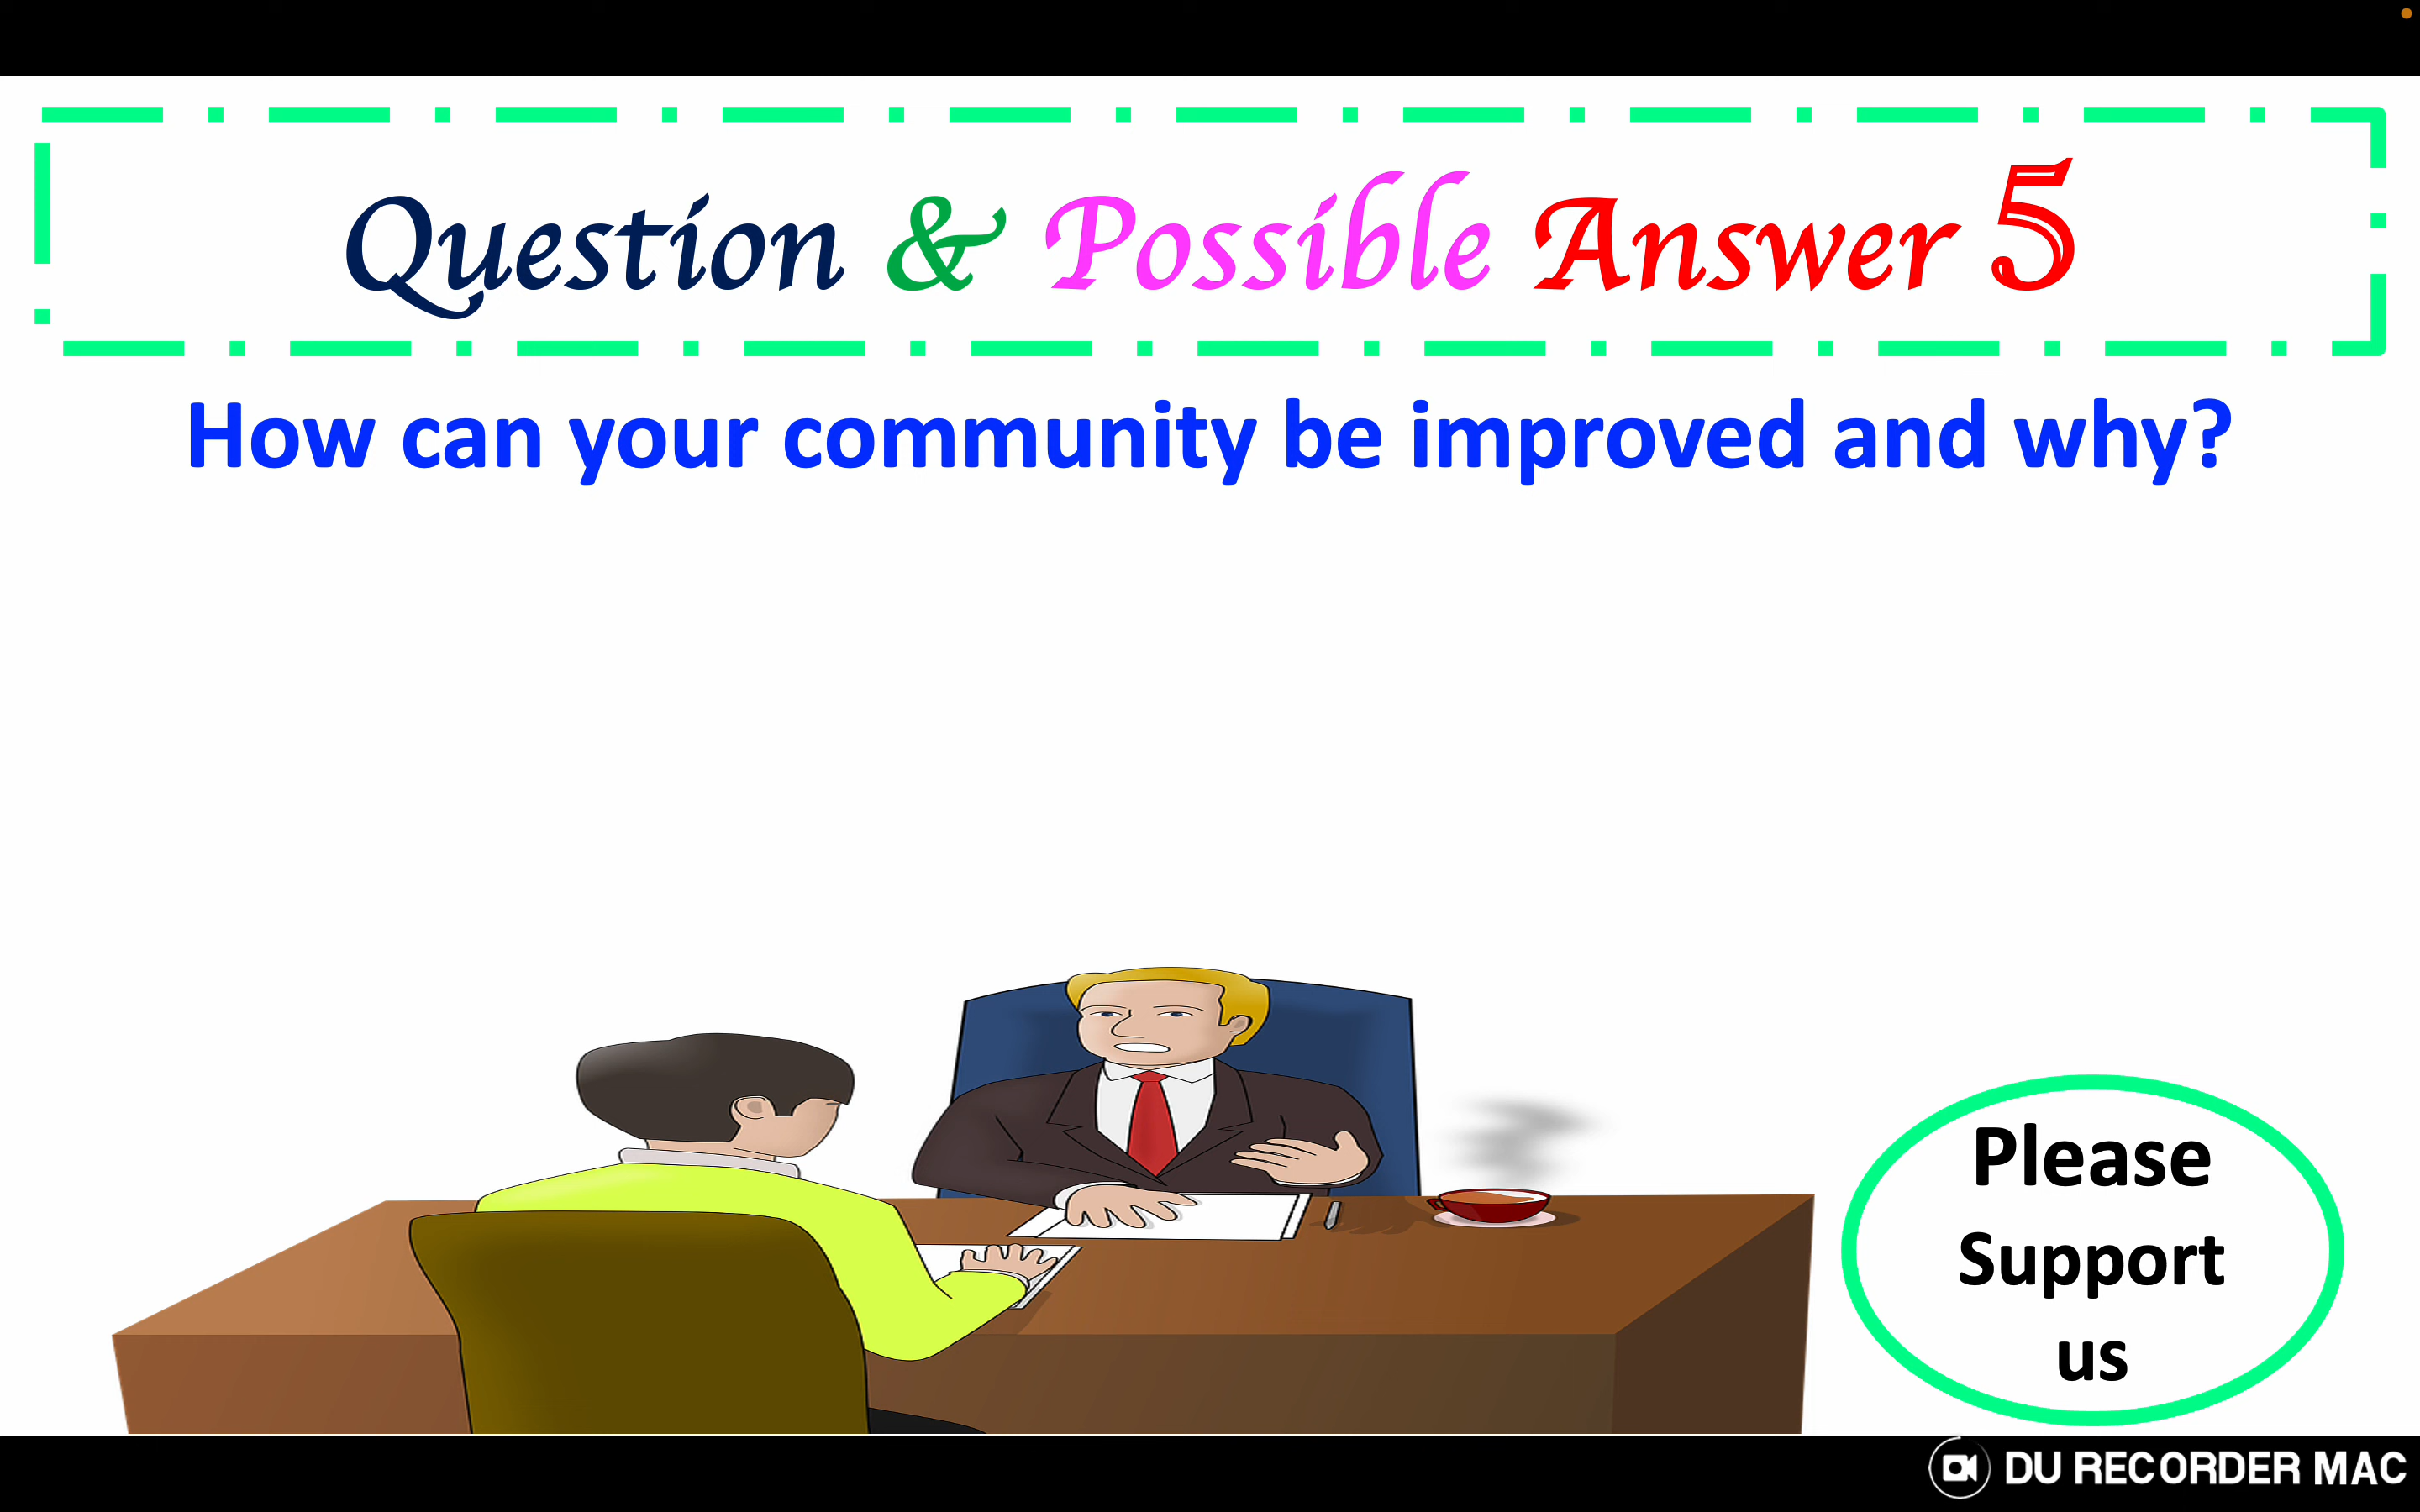 Question & Possible Answer 5
How can your community be improved and why?
Please
Support
us
DU RECORDER MAC